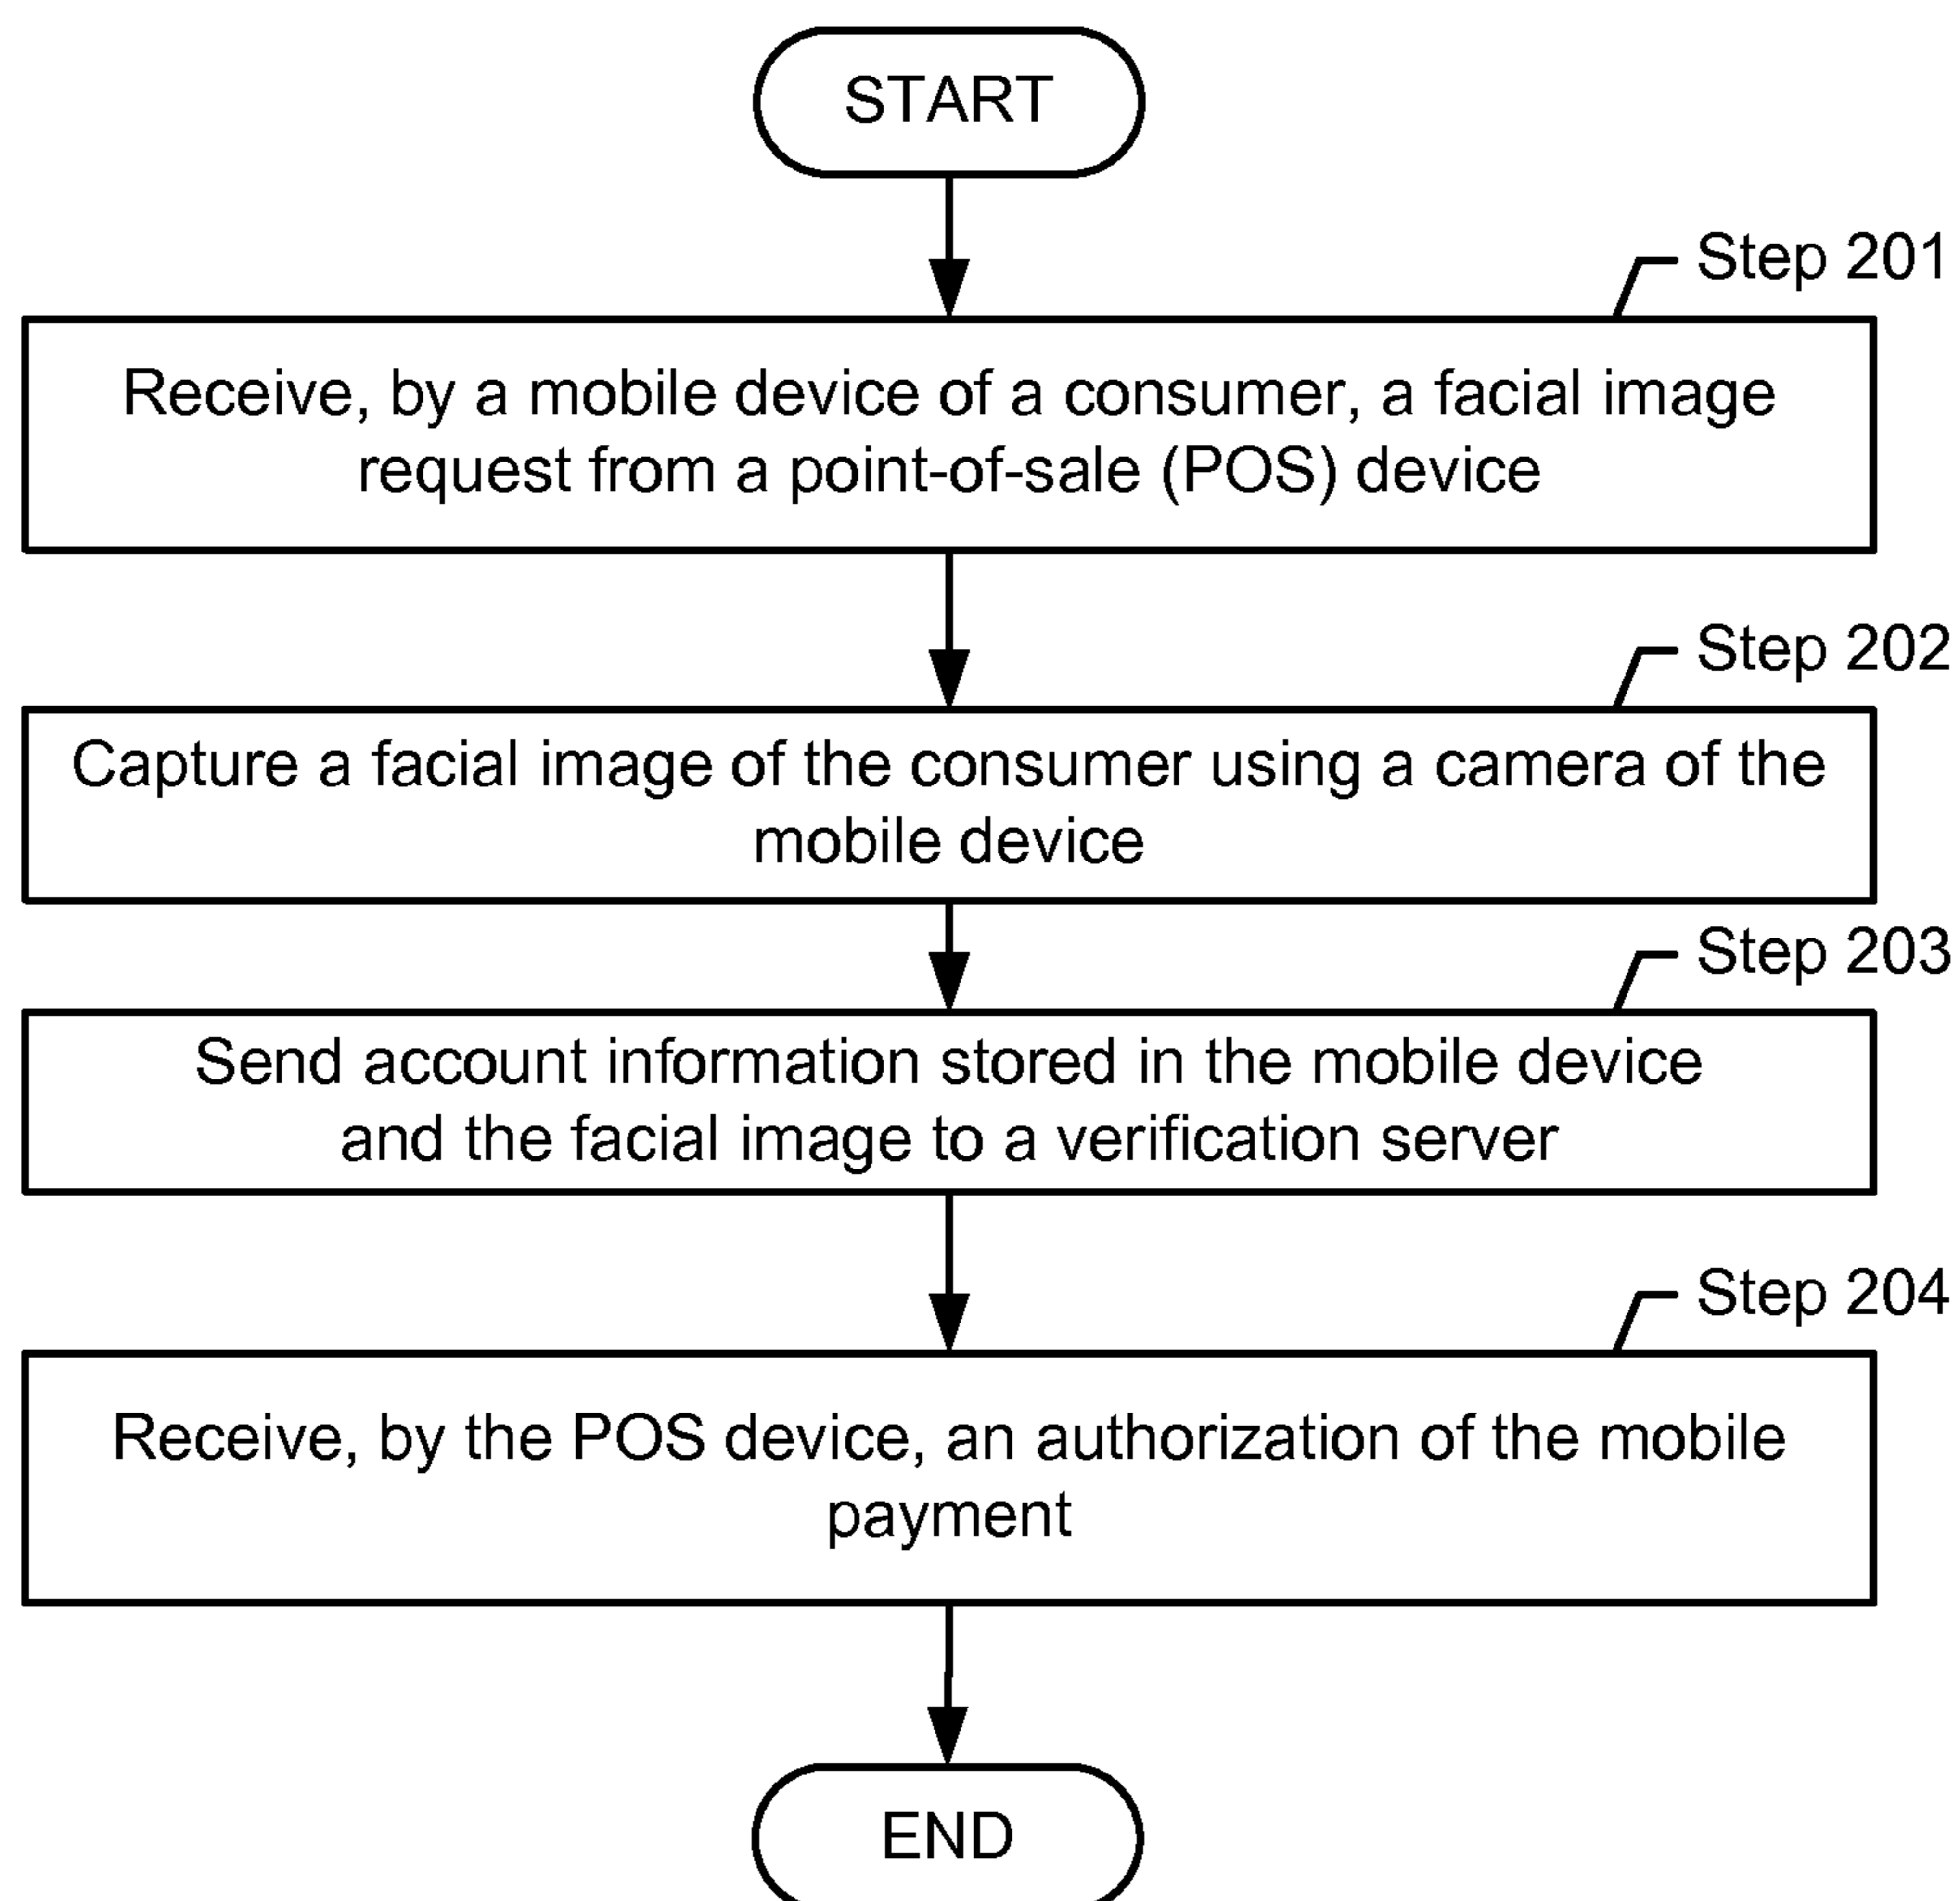 START
Step 201
Receive, by a mobile device of a consumer, a facial image
request from a point-of-sale (POS) device
Step 202
Capture a facial image of the consumer using a camera of the
mobile device
Step 203
Send account information stored in the mobile device
and the facial image to a verification server
Step 204
Receive, by the POS device, an authorization of the mobile
payment
END